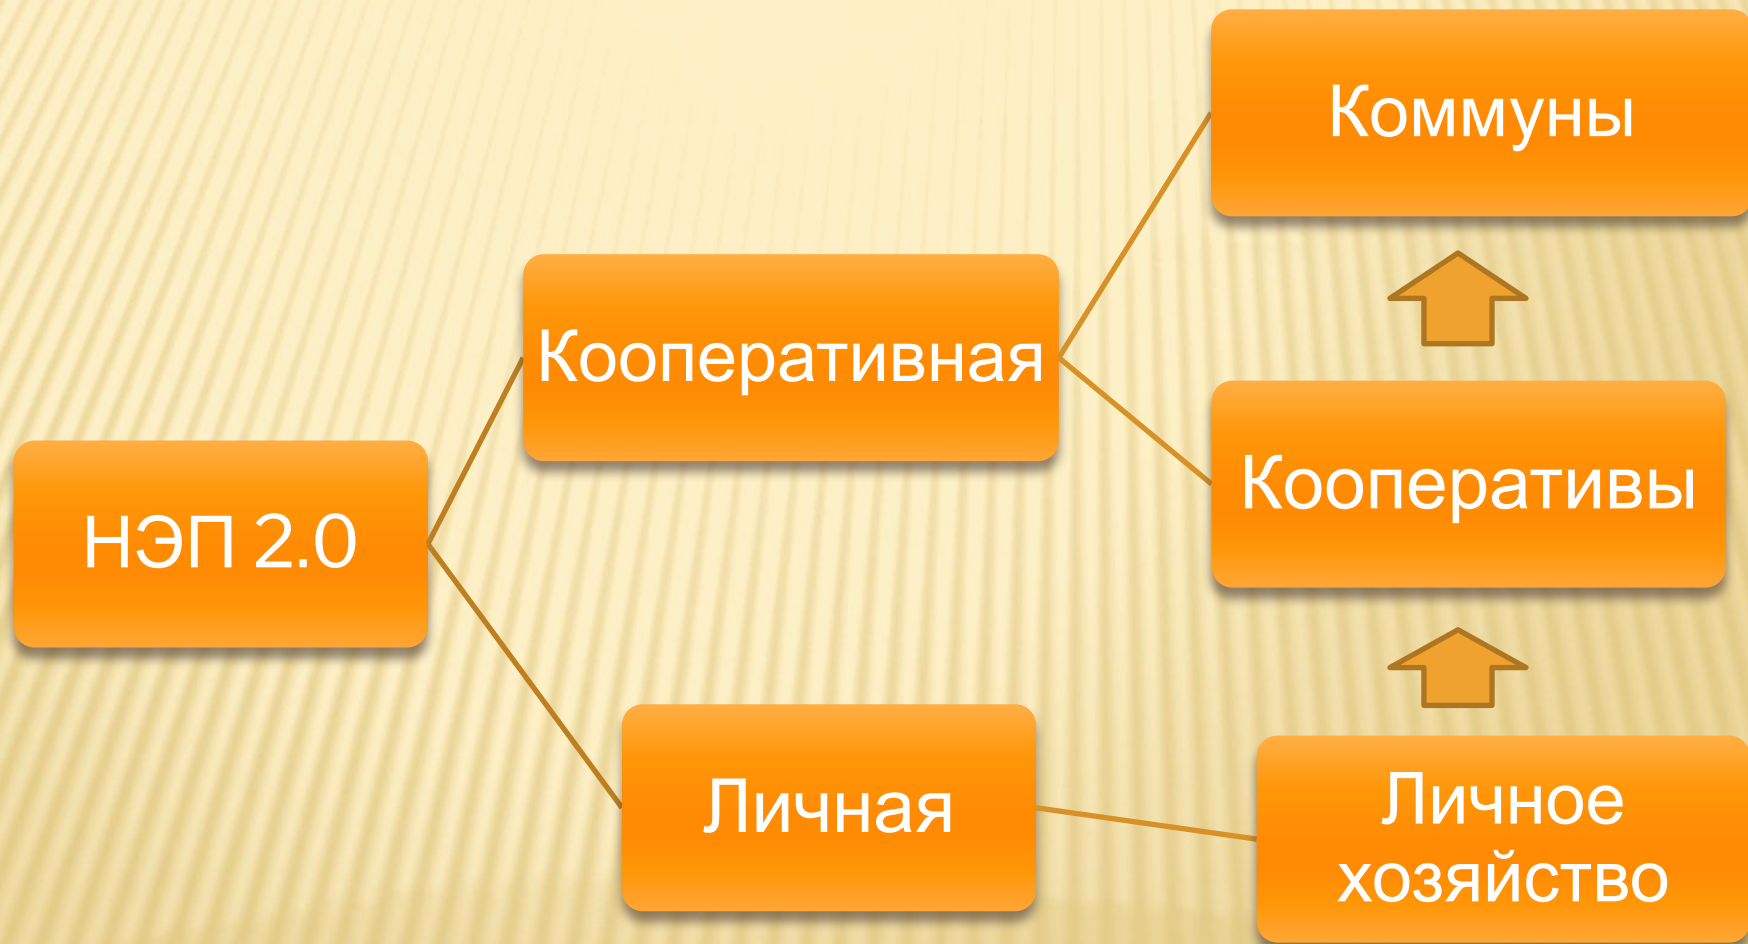 Коммуны
Кооперативная
Кооперативы
НЭП 2.0
Личная
Личное
хозяйство